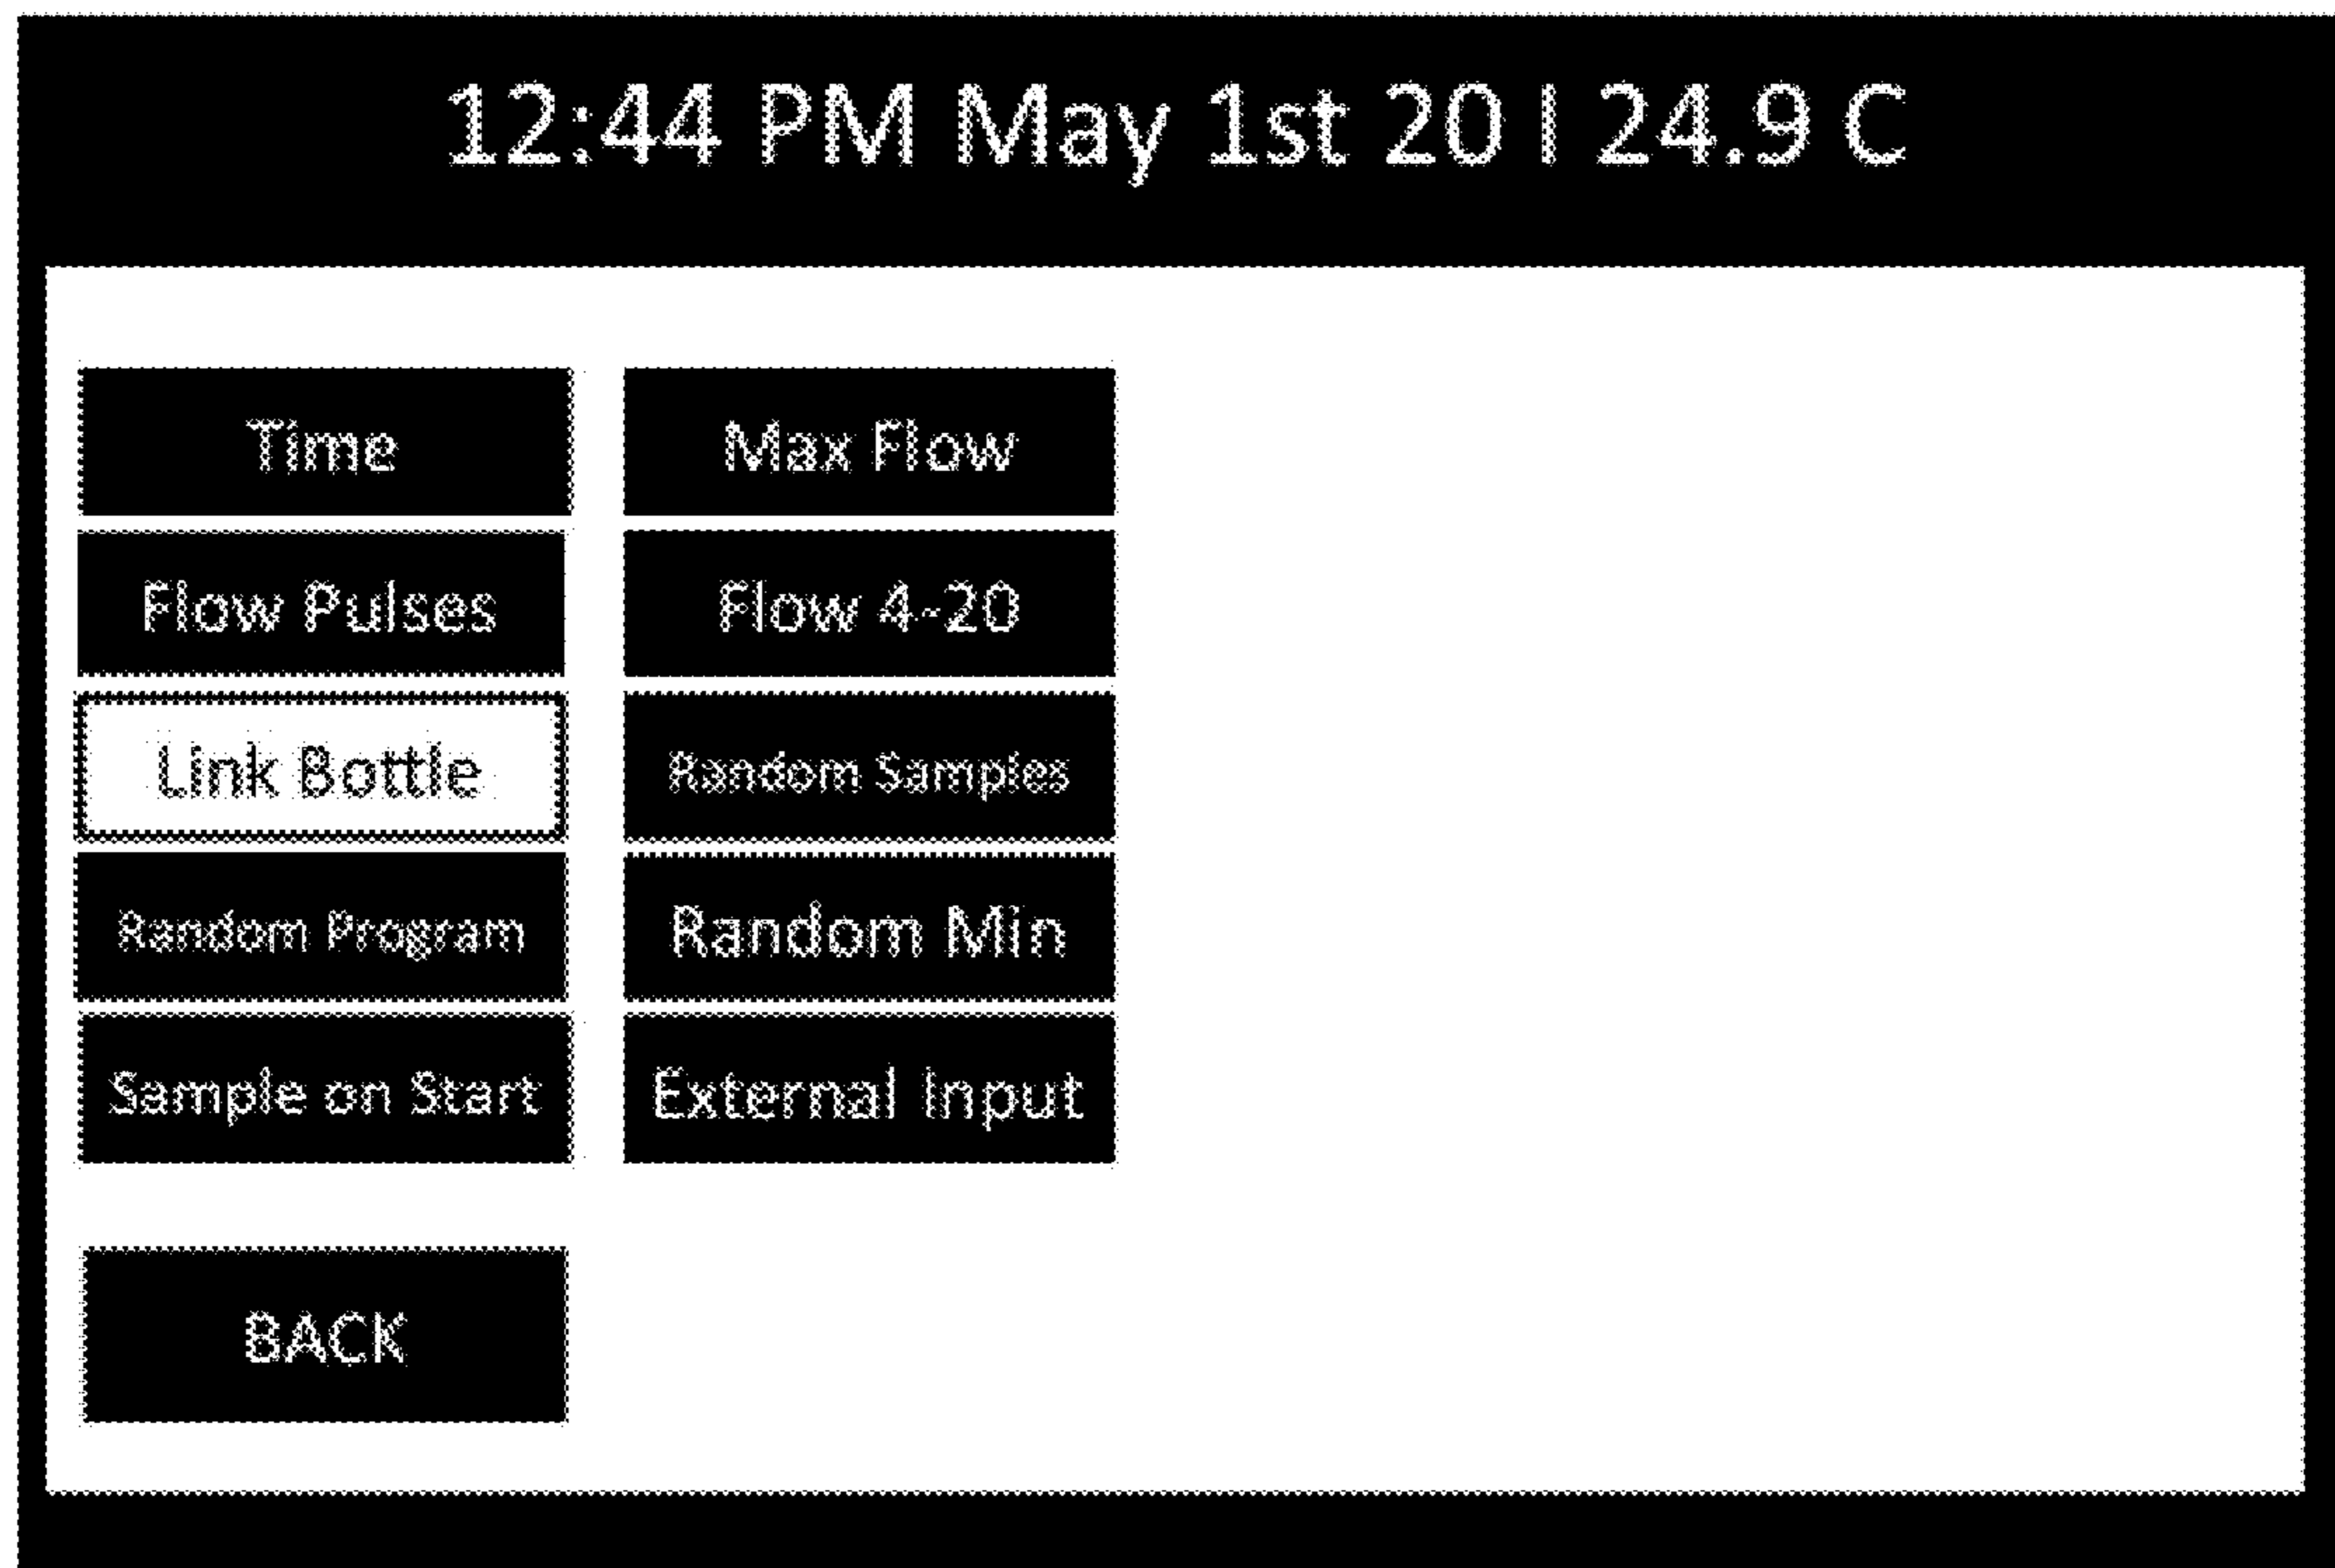 12:44 PM May 1st 20 | 24.9 C
Time
Max Flow
Flow Pulses
Flow 4-20
Link Bottle
Random Samples
Random Program
Random Min
Sample on Start
External Input
BACK